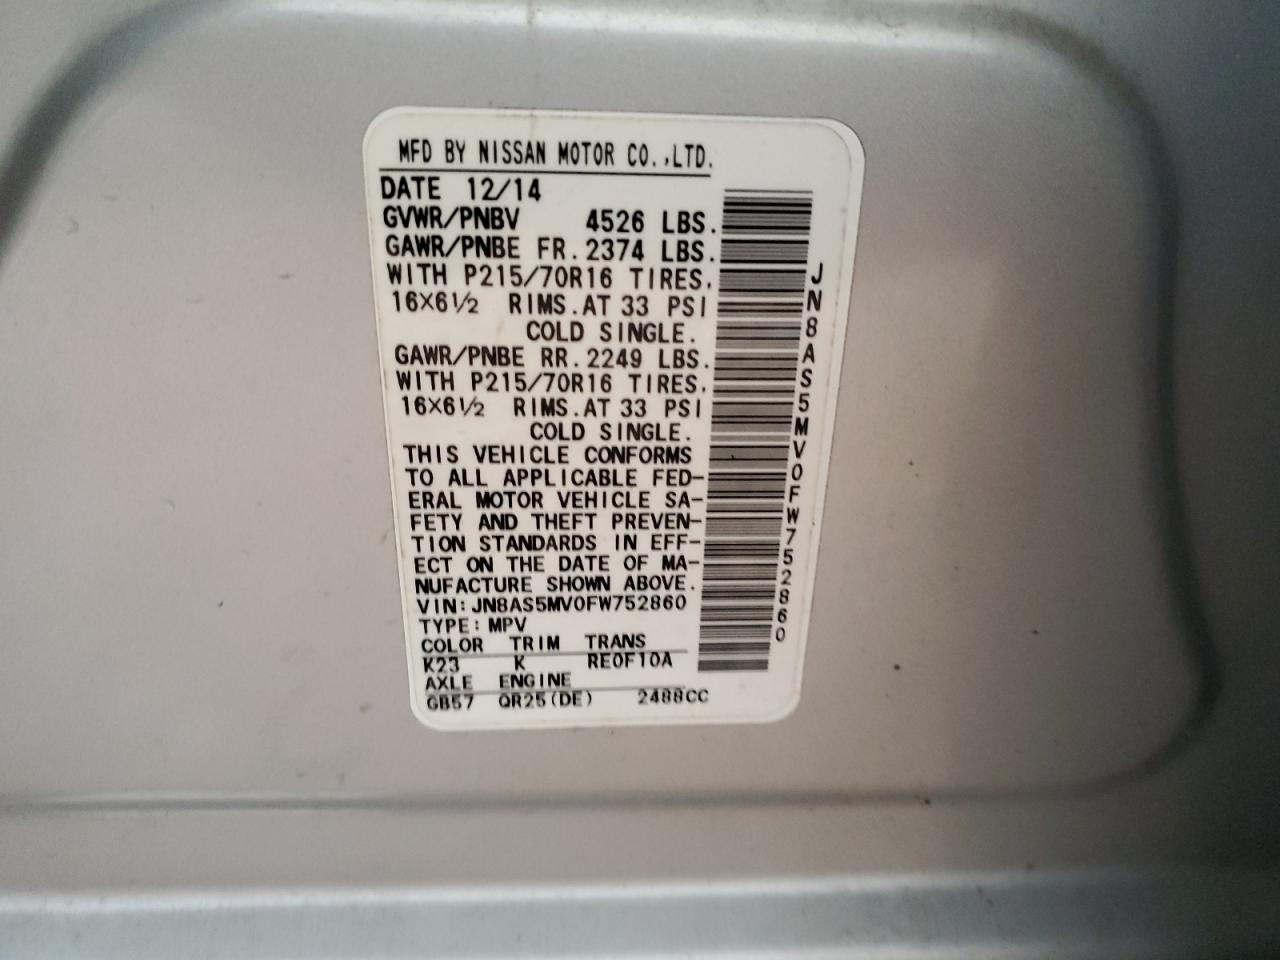 MFD BY NISSAN MOTOR CO.,LTD.
DATE 12/14
GVWR/PNBV 4526 LBS.
GAWR/PNBE FR. 2374 LBS.
WITH P215/70R16 TIRES.
16×6½ RIMS. AT 33 PSI
COLD SINGLE.
GAWR/PNBE RR. 2249 LBS.
WITH P215/70R16 TIRES.
16×6½ RIMS. AT 33 PSI
COLD SINGLE.
THIS VEHICLE CONFORMS
TO ALL APPLICABLE FED-
ERAL MOTOR VEHICLE SA-
FETY AND THEFT PREVEN-
TION STANDARDS IN EFF-
ECT ON THE DATE OF MA-
NUFACTURE SHOWN ABOVE.
VIN: JN8AS5MV0FW752860
TYPE: MPV
COLOR TRIM TRANS
K23 K RE0F10A
AXLE ENGINE
GB57 QR25(DE) 2488CC
JN8AS5MV0FW752860